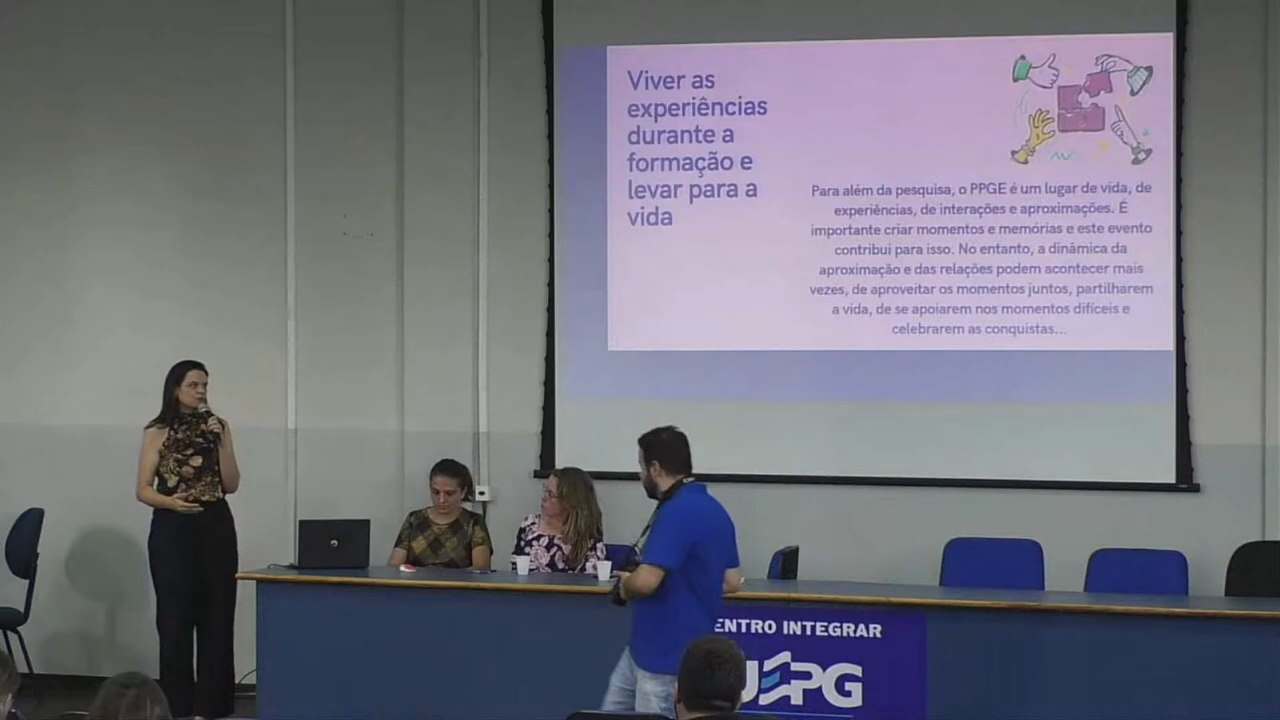 Viver as
experiências
durante a
formação e
levar para a
vida
Para além da pesquisa, o PPGE é um lugar de vida, de
experiências, de interações e aproximações. É
importante criar momentos e memórias e este evento
contribui para isso. No entanto, a dinâmica da
aproximação e das relações podem acontecer mais
vezes, de aproveitar os momentos juntos, partilharem
a vida, de se apoiarem nos momentos difíceis e
celebrarem as conquistas...
ENTRO INTEGRAR
UEPG